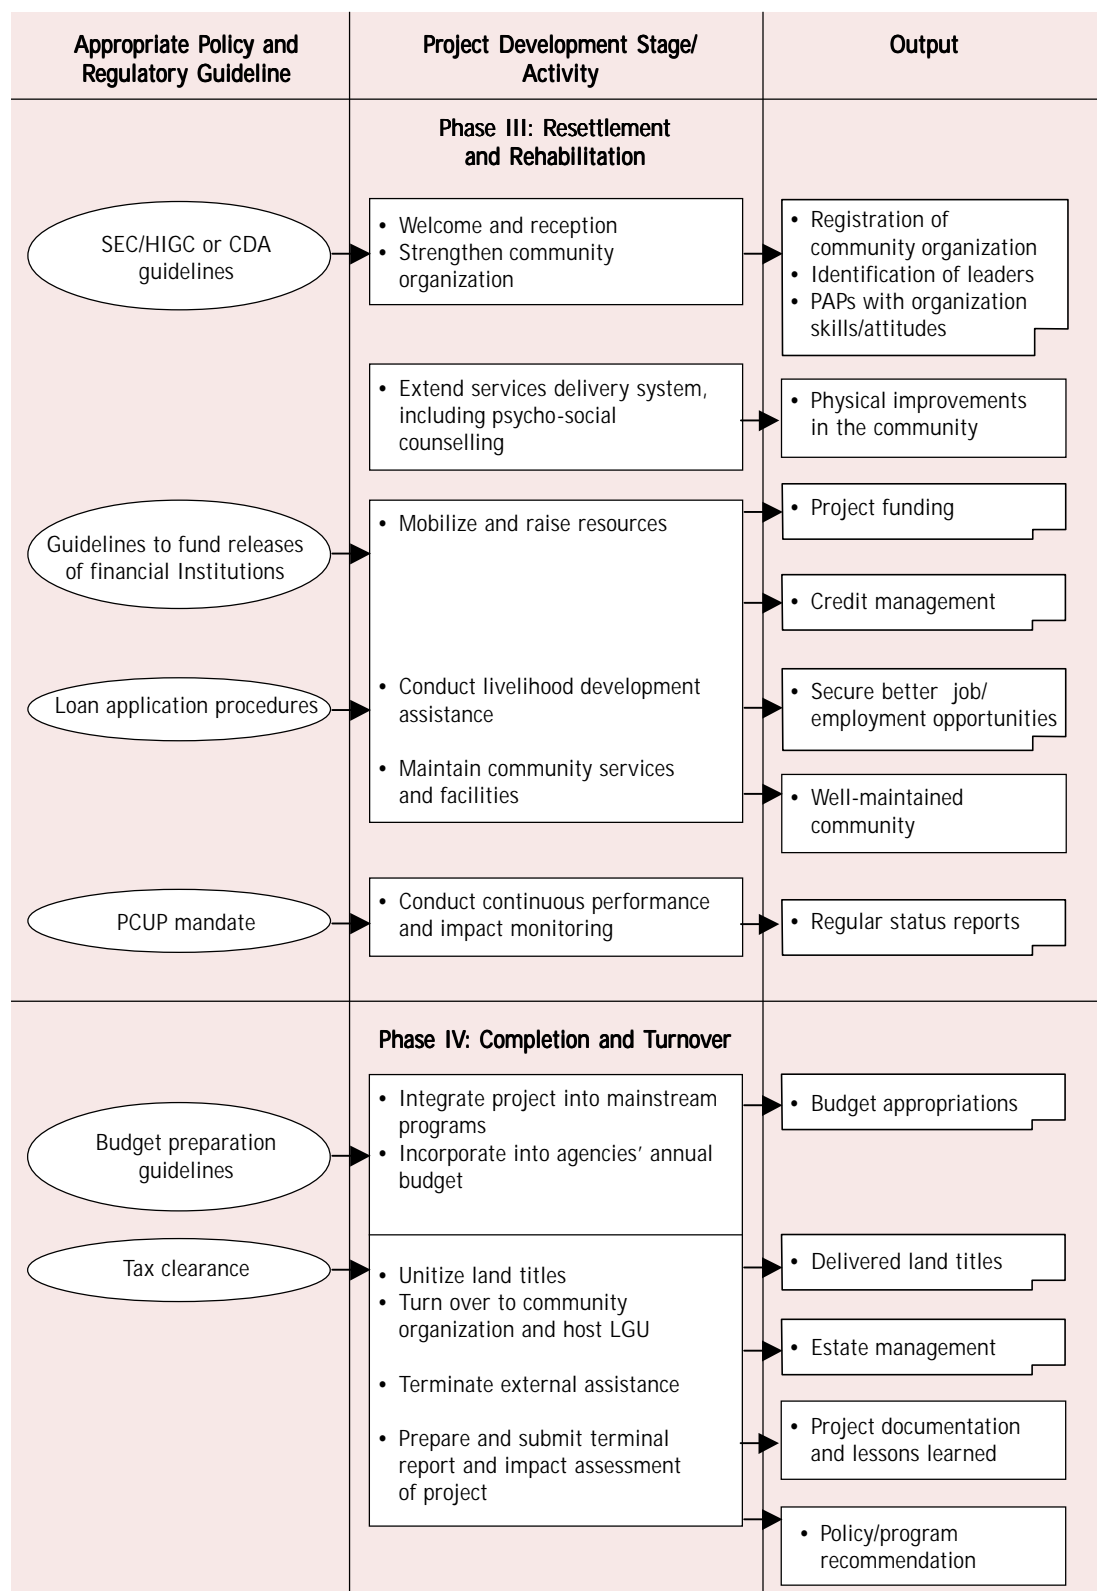 Appropriate Policy and
Regulatory Guideline
Project Development Stage/
Activity
Output
Phase III: Resettlement
and Rehabilitation
SEC/HIGC or CDA
guidelines
• Welcome and reception
• Strengthen community
organization
• Registration of
community organization
• Identification of leaders
• PAPs with organization
skills/attitudes
• Extend services delivery system,
including psycho-social
counselling
• Physical improvements
in the community
Guidelines to fund releases
of financial Institutions
• Mobilize and raise resources
• Project funding
• Credit management
Loan application procedures
• Conduct livelihood development
assistance
• Secure better job/
employment opportunities
• Maintain community services
and facilities
• Well-maintained
community
PCUP mandate
• Conduct continuous performance
and impact monitoring
• Regular status reports
Phase IV: Completion and Turnover
Budget preparation
guidelines
• Integrate project into mainstream
programs
• Incorporate into agencies' annual
budget
• Budget appropriations
Tax clearance
• Unitize land titles
• Turn over to community
organization and host LGU
• Terminate external assistance
• Prepare and submit terminal
report and impact assessment
of project
• Delivered land titles
• Estate management
• Project documentation
and lessons learned
• Policy/program
recommendation